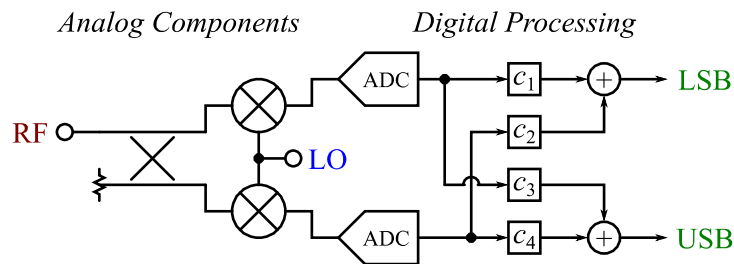 Analog Components
Digital Processing
ADC
c1
+
LSB
RF
c2
LO
c3
ADC
c4
+
USB